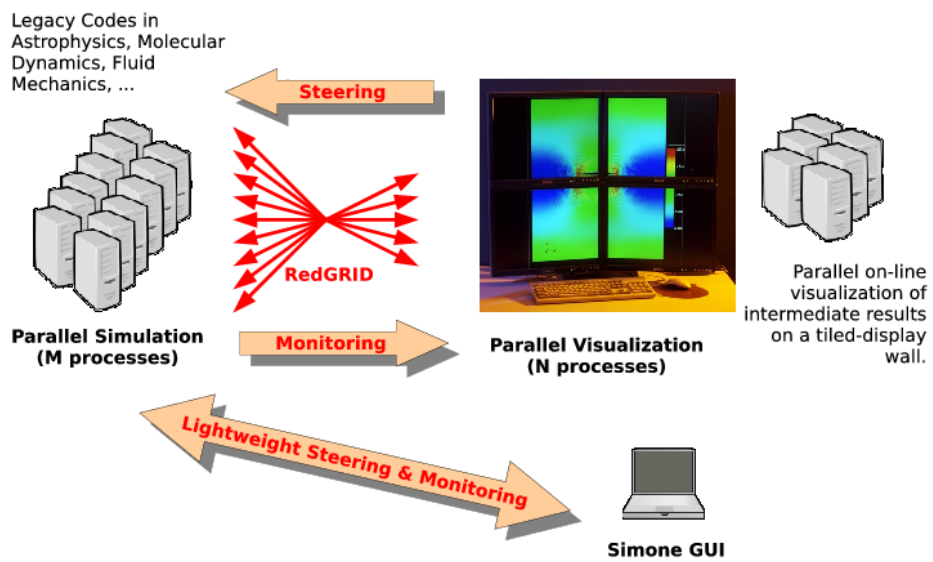 Legacy Codes in
Astrophysics, Molecular
Dynamics, Fluid
Mechanics, ...
Steering
RedGRID
Parallel on-line
visualization of
intermediate results
on a tiled-display
wall.
Parallel Simulation
(M processes)
Monitoring
Parallel Visualization
(N processes)
Lightweight Steering & Monitoring
Simone GUI